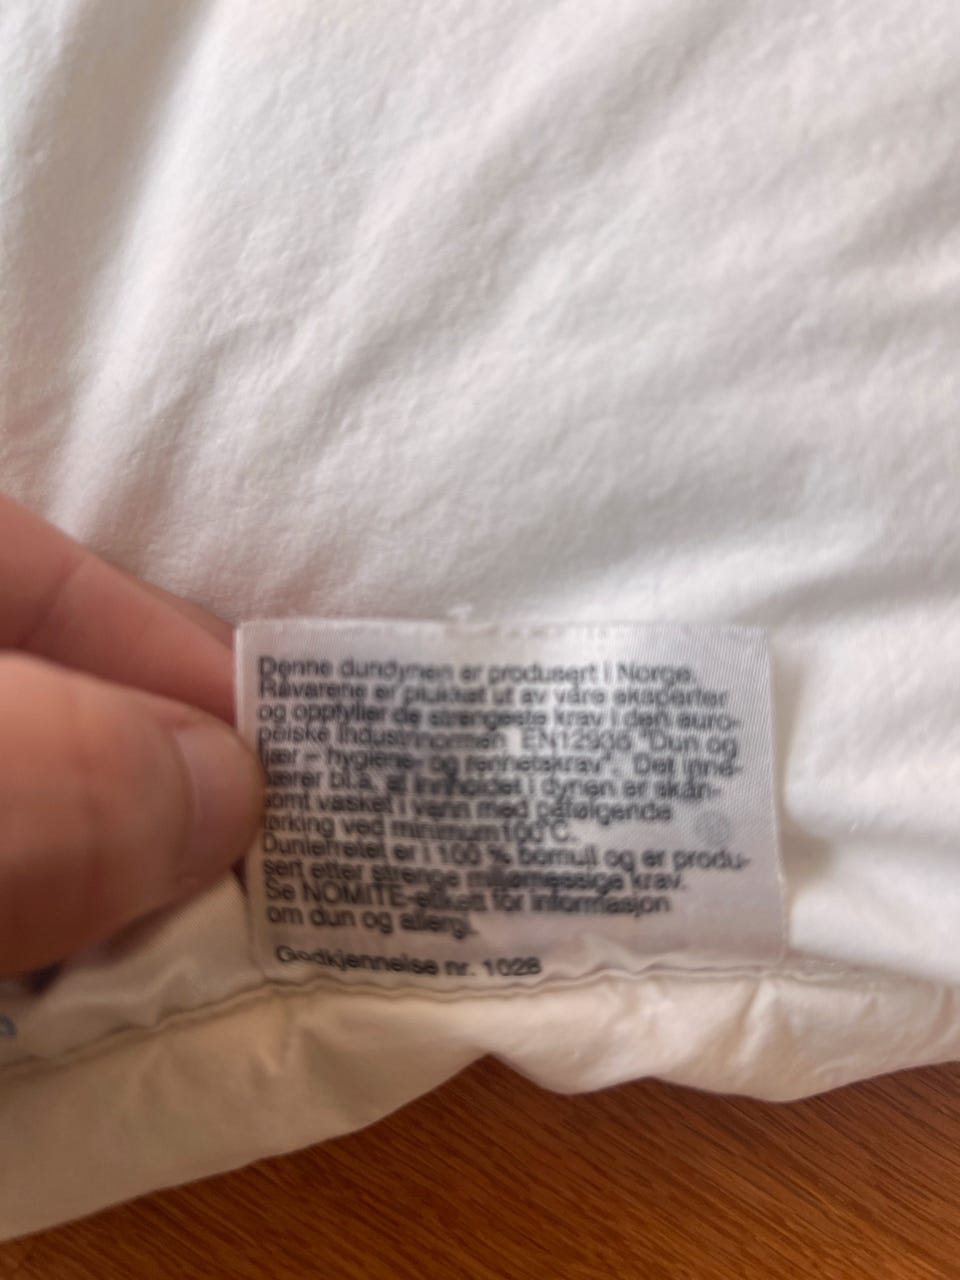 Denne dundynen er produsert i Norge.
Råvarene er plukket ut av våre eksperter
og oppfyller de strengeste krav i den euro-
peiske industrinormen EN12935 "Dun og
fjær – hygiene- og renhetskrav". Det inne-
bærer bl.a. at innholdet i dynen er skån-
somt vasket i vann med påfølgende
tørking ved minimum 100°C.
Dunlerretet er i 100 % bomull og er produ-
sert etter strenge miljømessige krav.
Se NOMITE-etikett for informasjon
om dun og allergi.
Godkjennelse nr. 1028